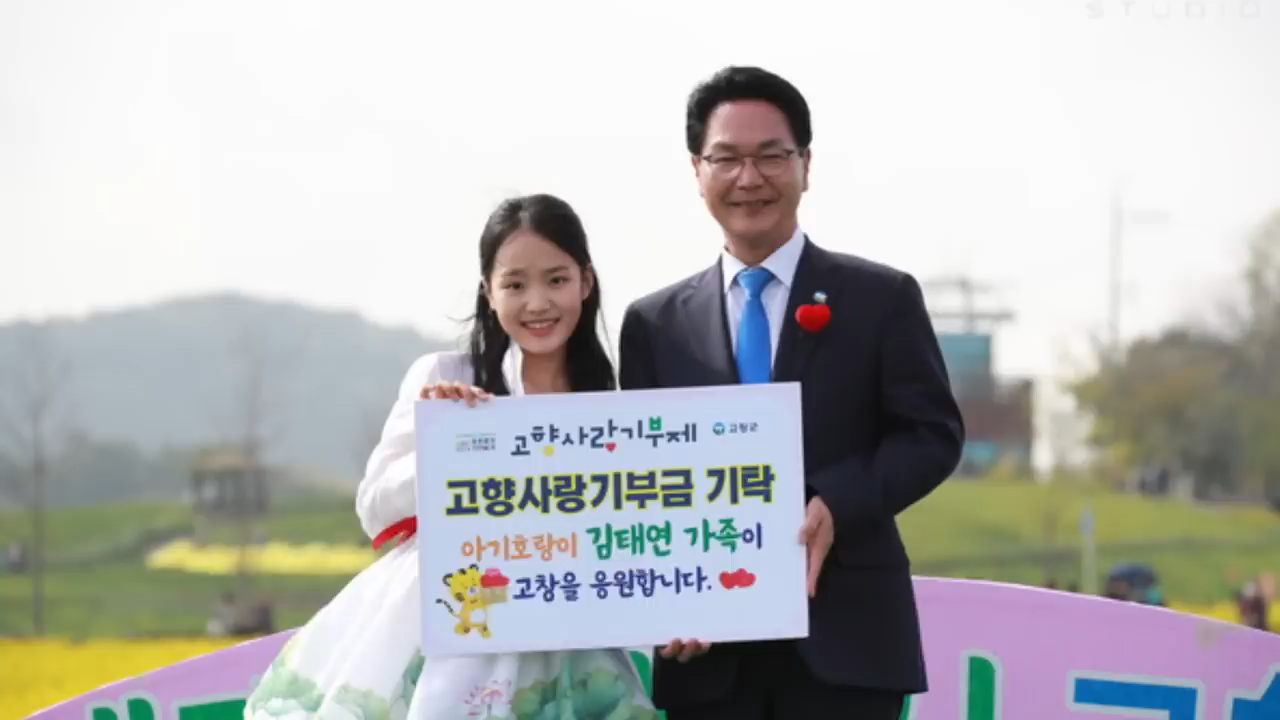 STUDIO
고향사랑기부제
고창군
고향사랑기부금 기탁
아기호랑이 김태연 가족이
고창을 응원합니다.